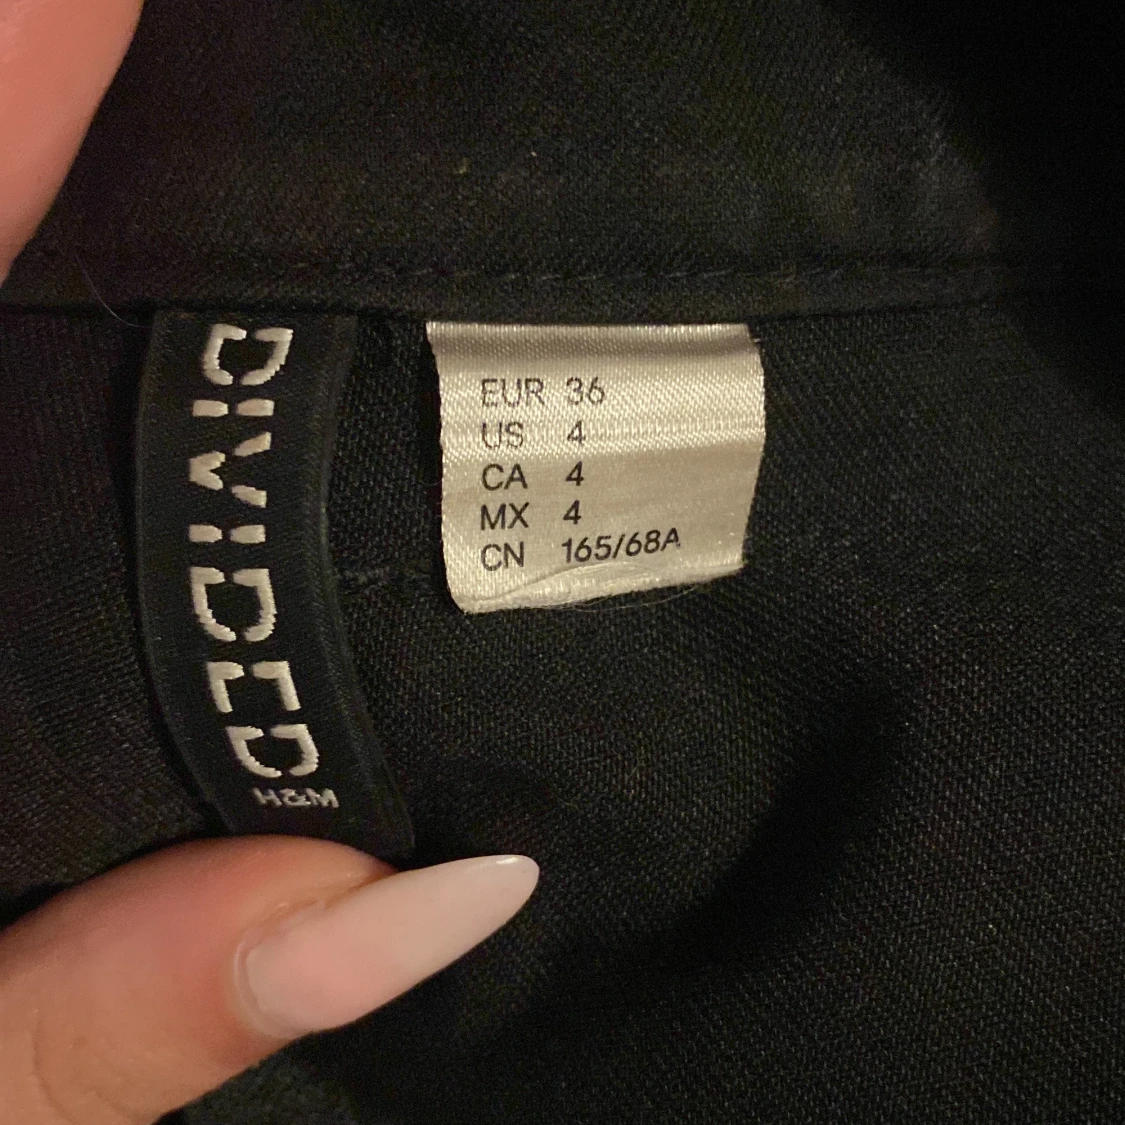 DIVIDED
H&M
EUR 36
US 4
CA 4
MX 4
CN 165/68A